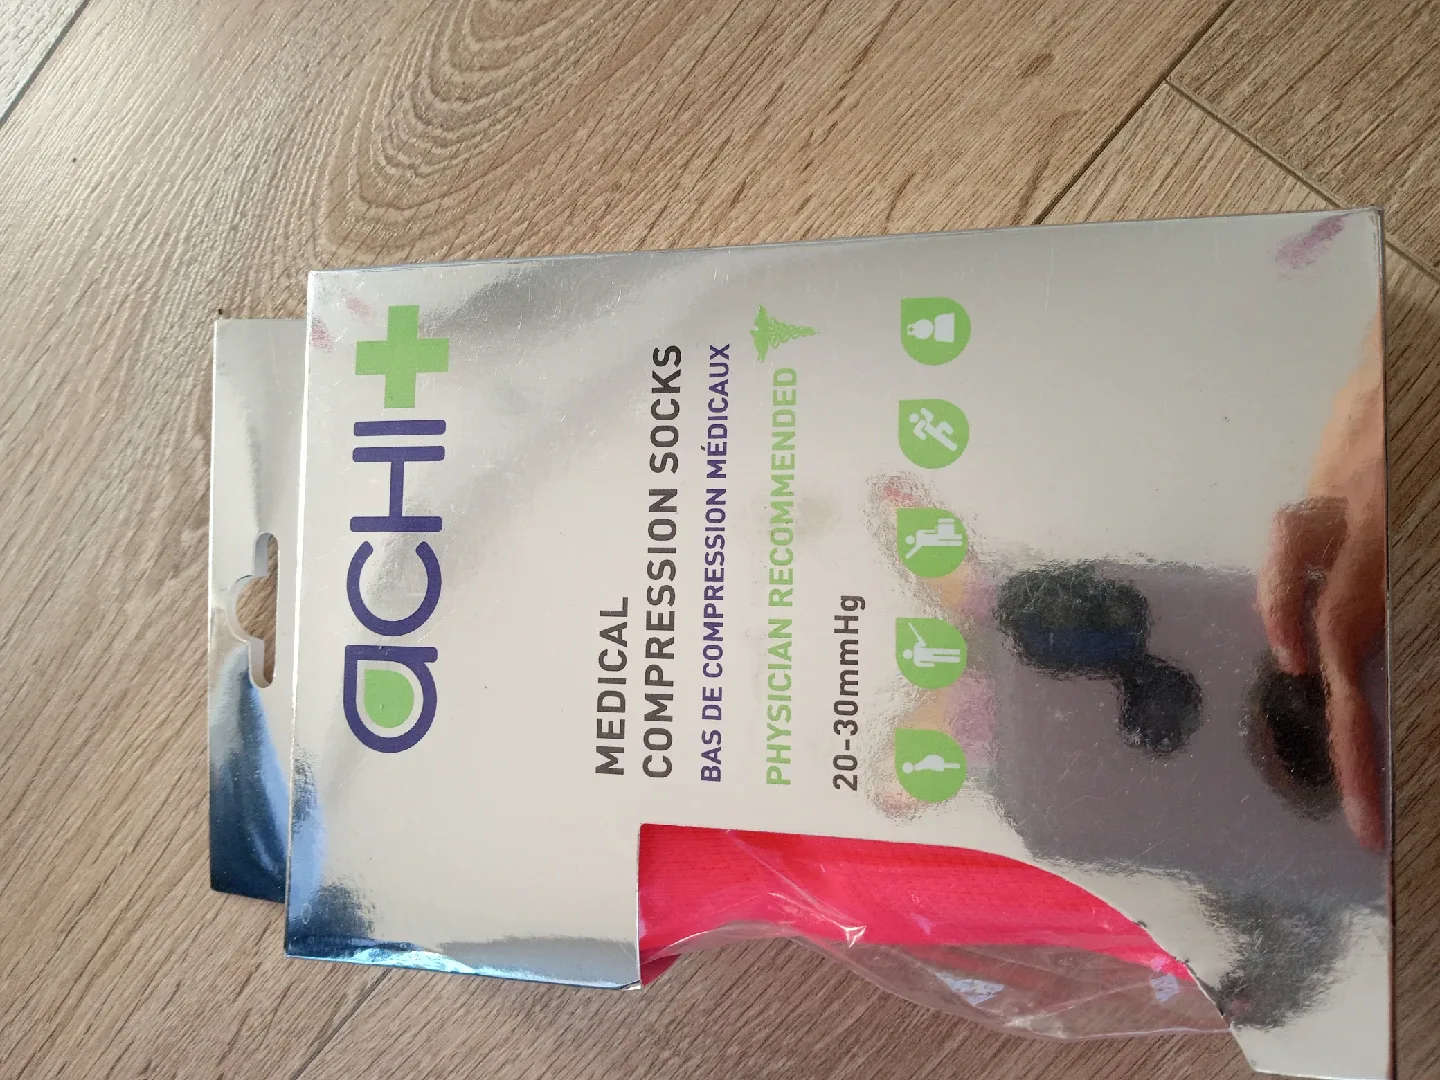 aCHI+
MEDICAL
COMPRESSION SOCKS
BAS DE COMPRESSION MÉDICAUX
PHYSICIAN RECOMMENDED
20-30mmHg